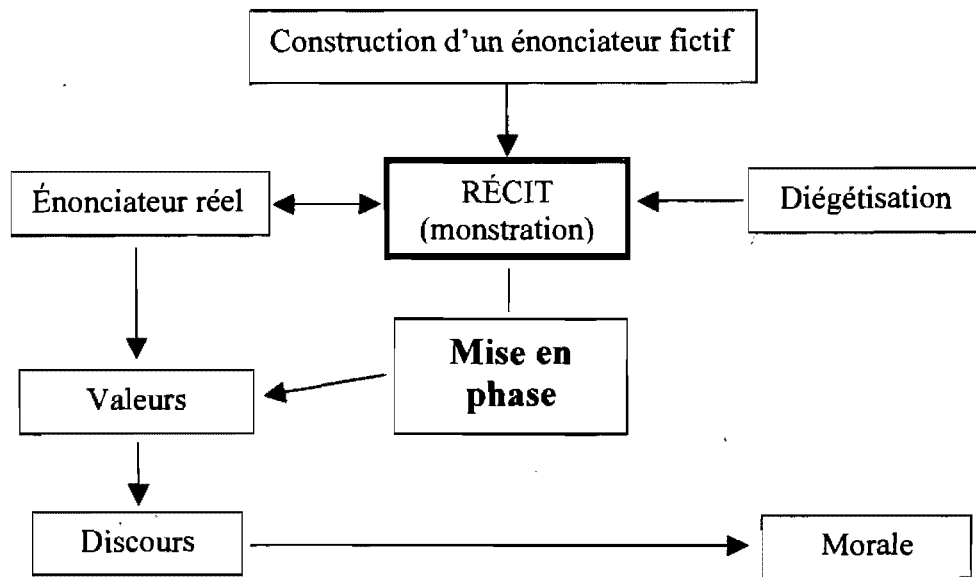 Construction d’un énonciateur fictif
Énonciateur réel
RÉCIT
(monstration)
Diégétisation
Mise en
phase
Valeurs
Discours
Morale